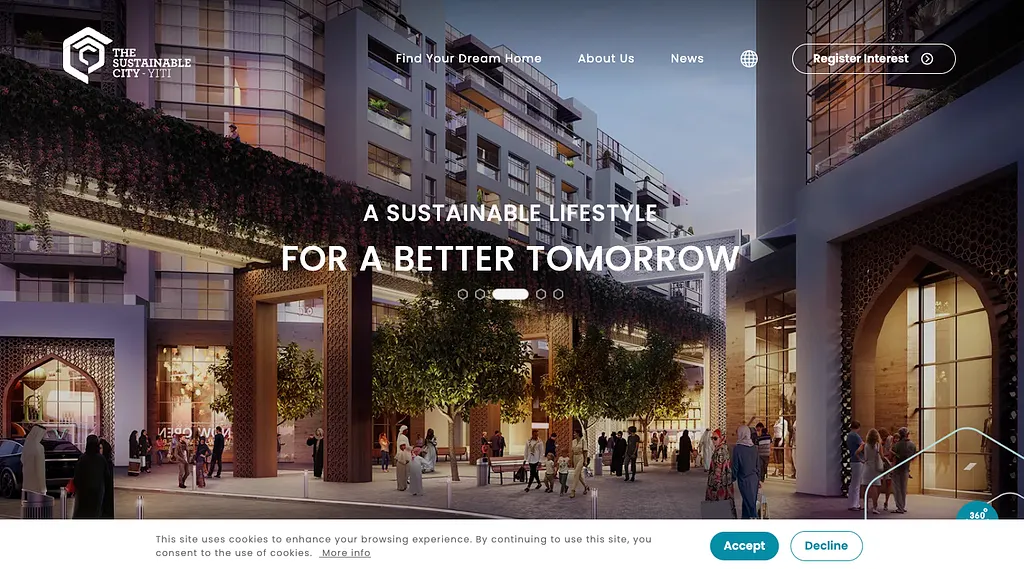 THE
SUSTAINABLE
CITY - YITI
Find Your Dream Home
About Us
News
Register Interest
A SUSTAINABLE LIFESTYLE
FOR A BETTER TOMORROW
NOW OPEN
360°
This site uses cookies to enhance your browsing experience. By continuing to use this site, you
consent to the use of cookies. More info
Accept
Decline